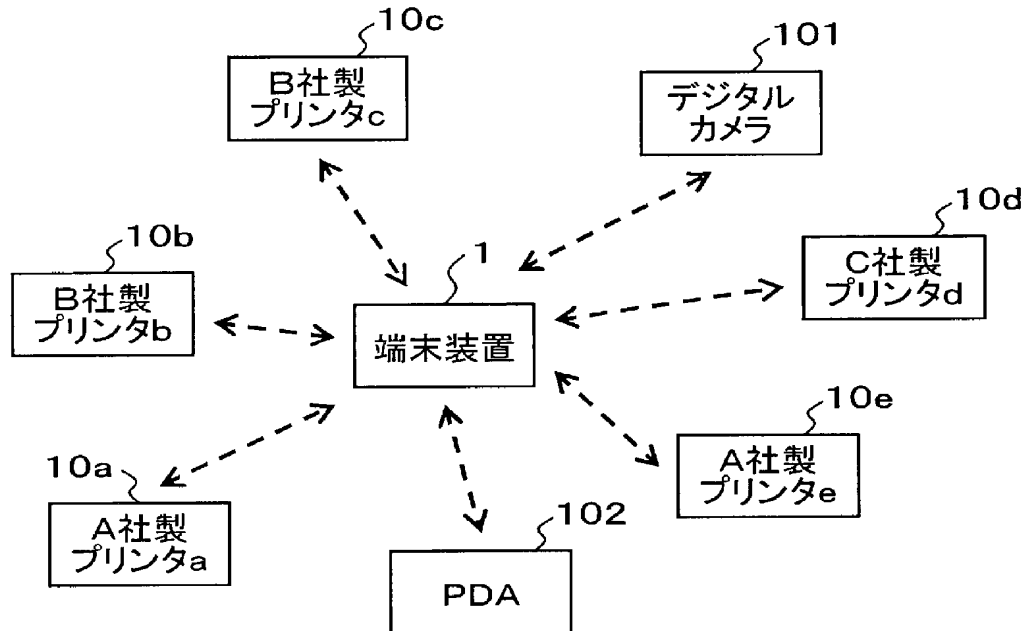 10c
B社製
プリンタc
101
デジタル
カメラ
10b
B社製
プリンタb
1
端末装置
10d
C社製
プリンタd
10a
A社製
プリンタa
102
PDA
10e
A社製
プリンタe